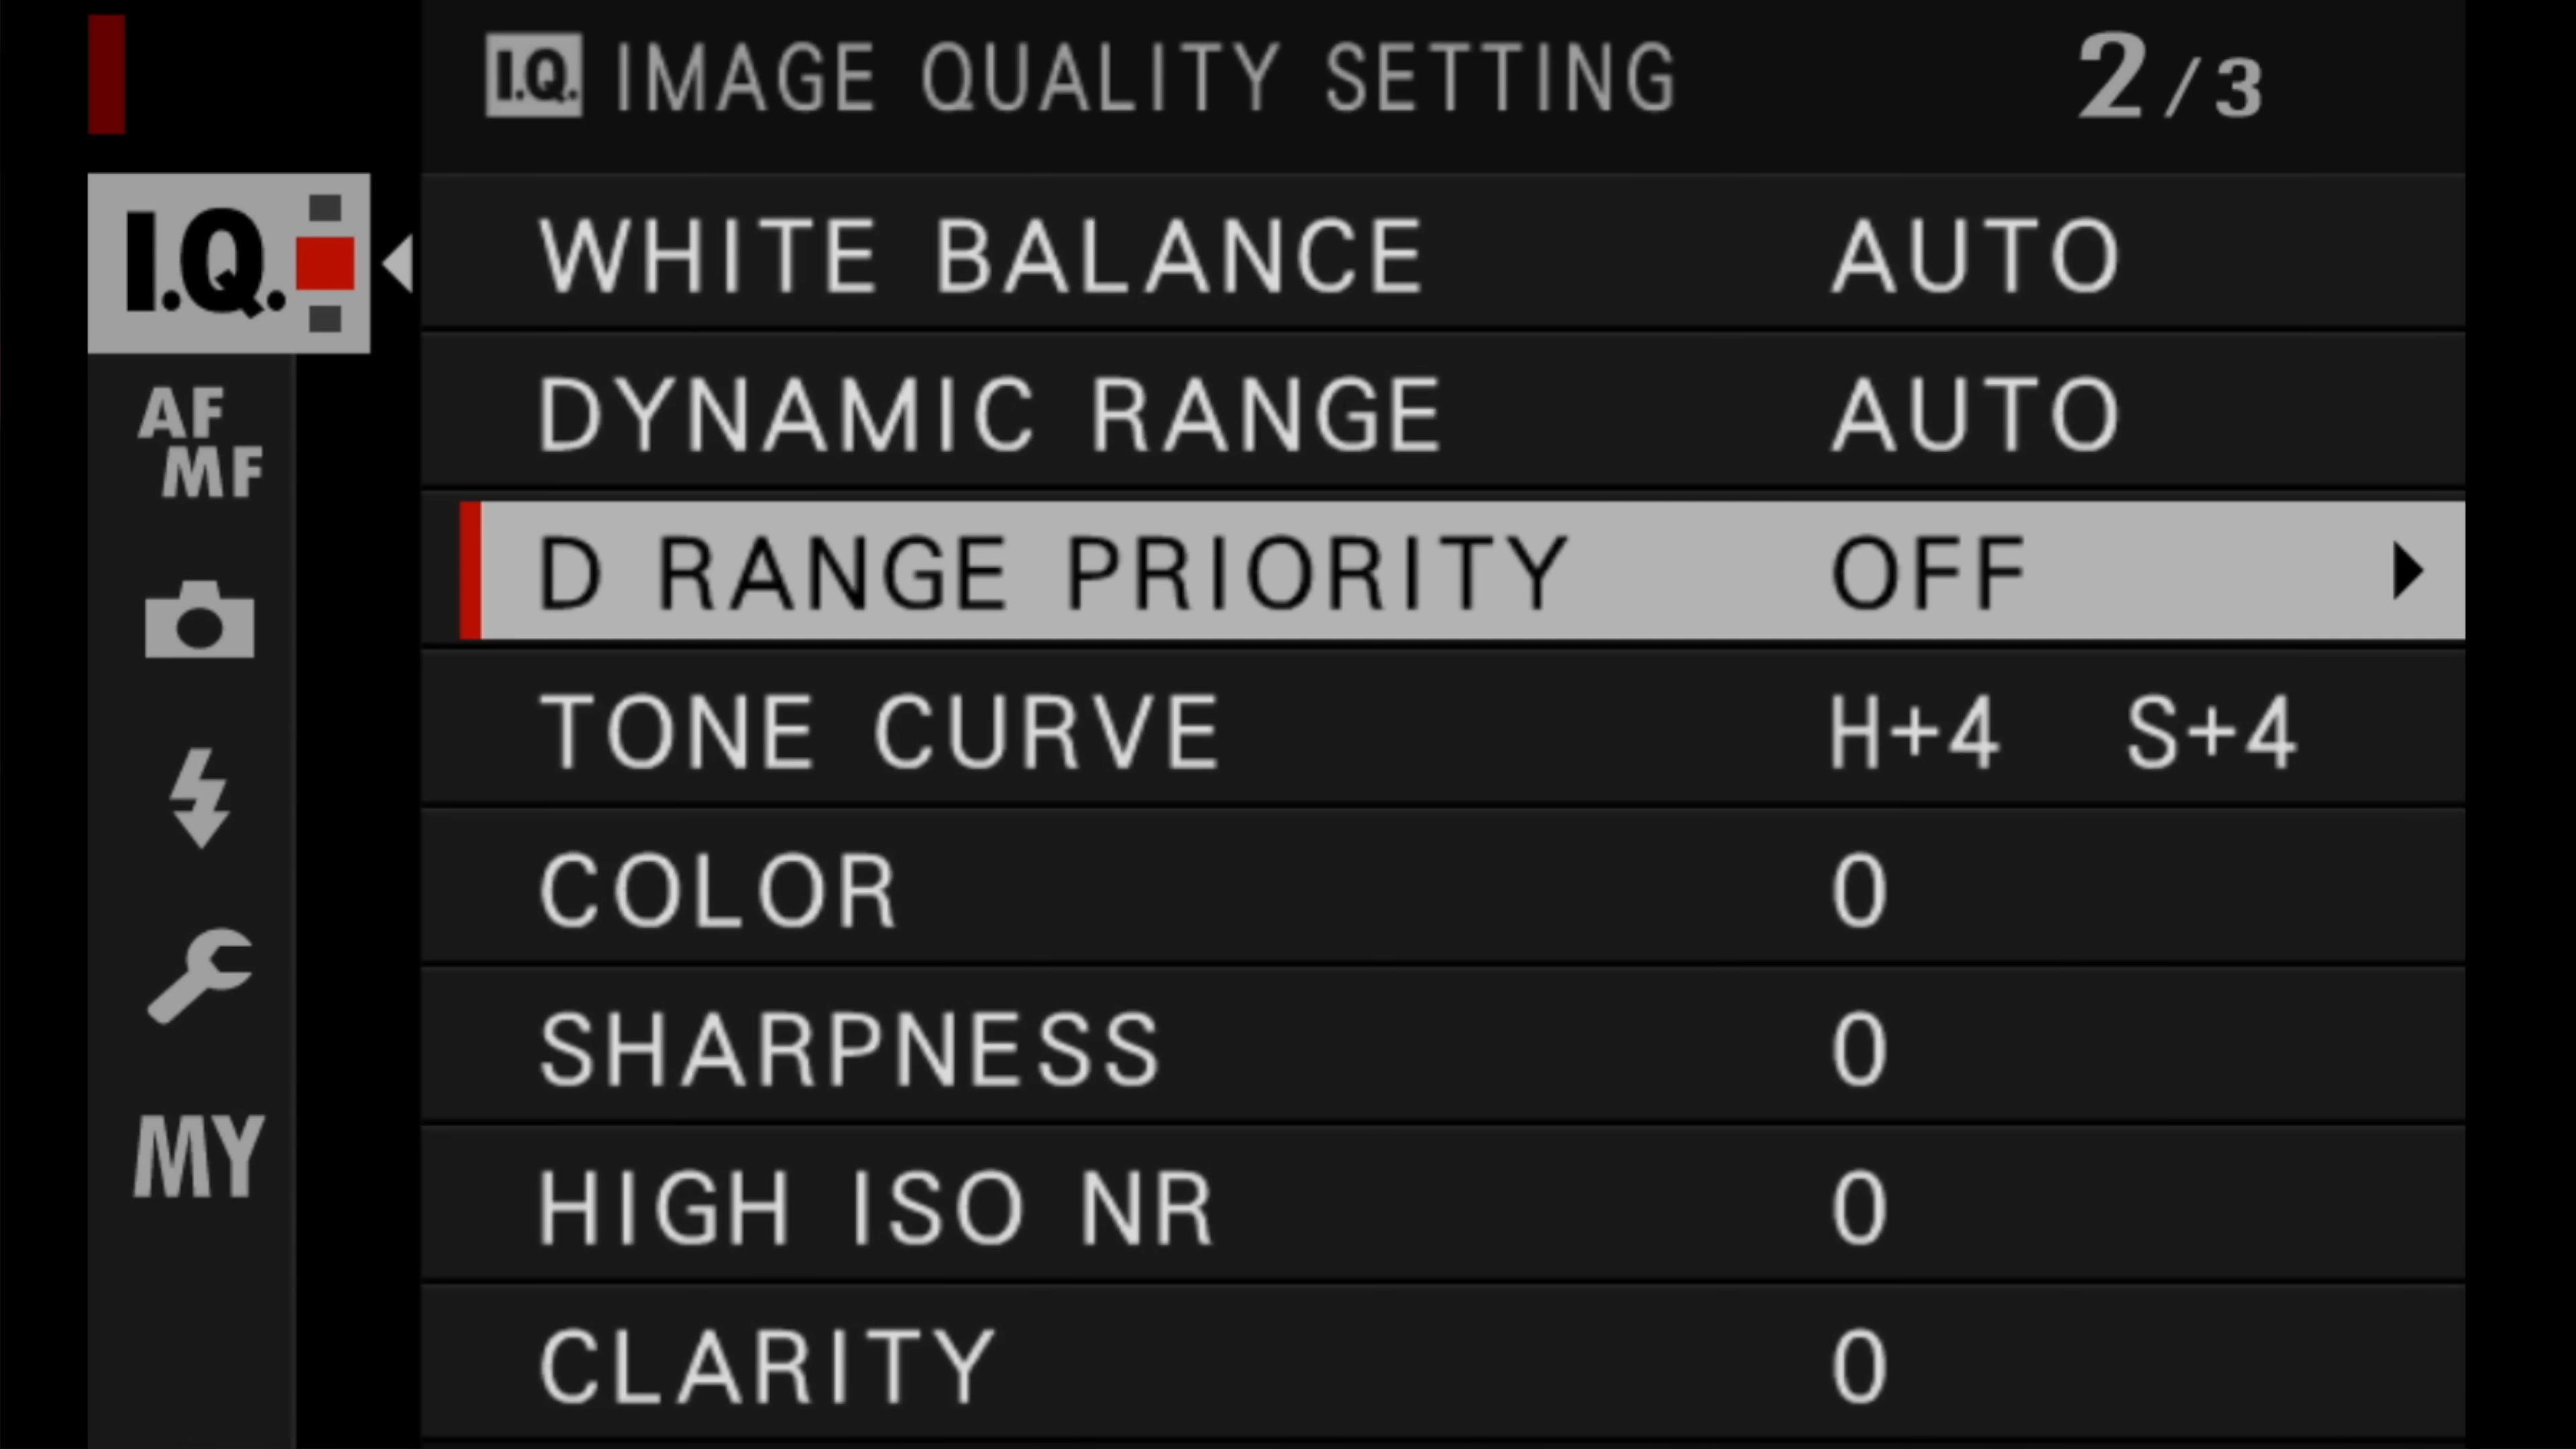 I.Q. IMAGE QUALITY SETTING 2/3
I.Q.
WHITE BALANCE AUTO
DYNAMIC RANGE AUTO
AF
MF
D RANGE PRIORITY OFF
TONE CURVE H+4 S+4
COLOR 0
SHARPNESS 0
MY
HIGH ISO NR 0
CLARITY 0